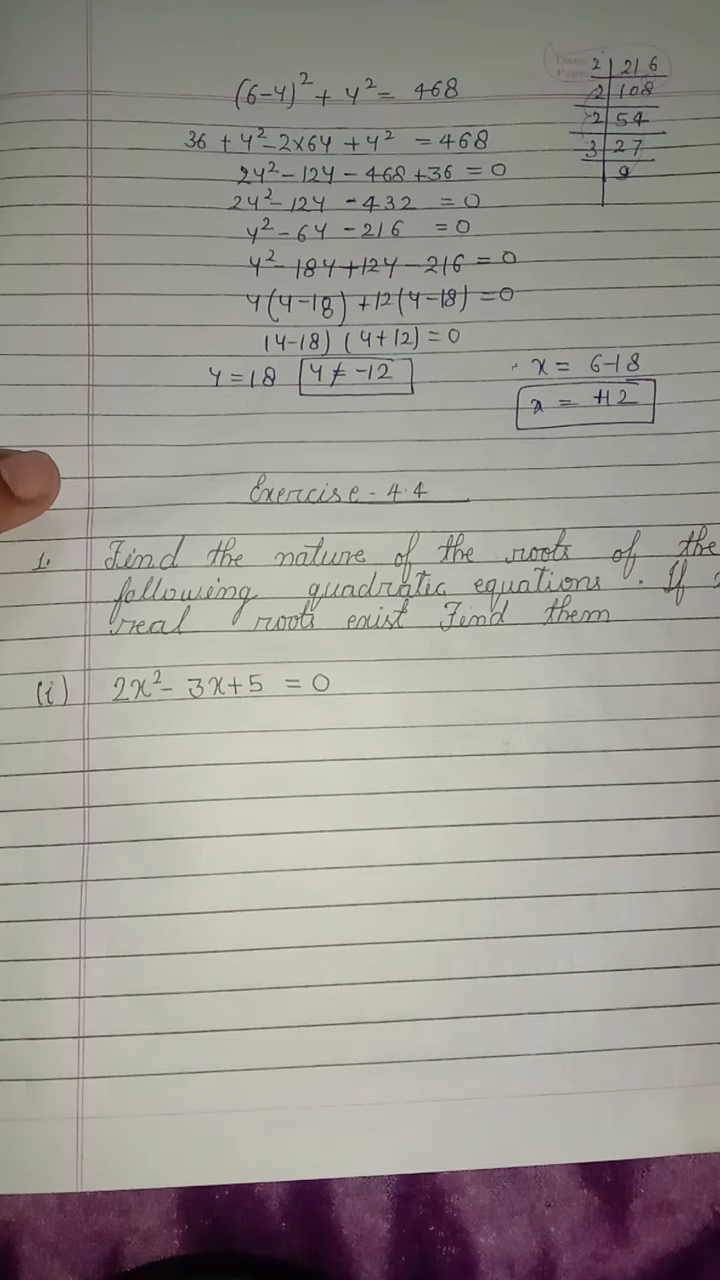 (6-y)² + y² = 468
2 | 216
2 | 108
2 | 54
3 | 27
9
36 + y² - 2×6y + y² = 468
2y² - 12y - 468 + 36 = 0
2y² - 12y - 432 = 0
y² - 6y - 216 = 0
y² - 18y + 12y - 216 = 0
y(y-18) + 12(y-18) = 0
(y-18) (y+12) = 0
y = 18 y ≠ -12
x = 6-18
x = +12
Exercise - 4.4
1. Find the nature of the roots of the
following quadratic equations. If
real roots exist Find them
(i) 2x² - 3x + 5 = 0